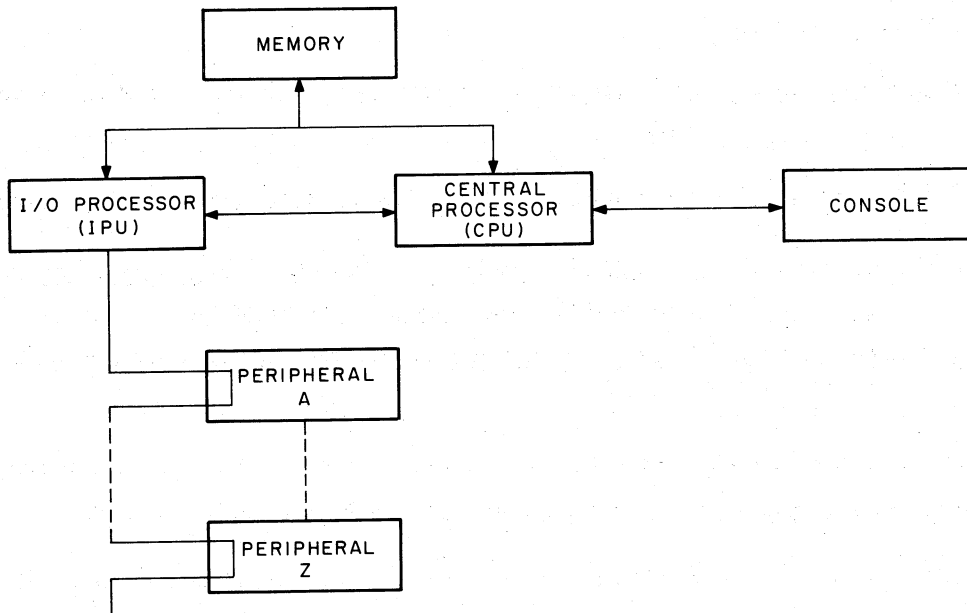 MEMORY
I/O PROCESSOR
(IPU)
CENTRAL
PROCESSOR
(CPU)
CONSOLE
PERIPHERAL
A
PERIPHERAL
Z